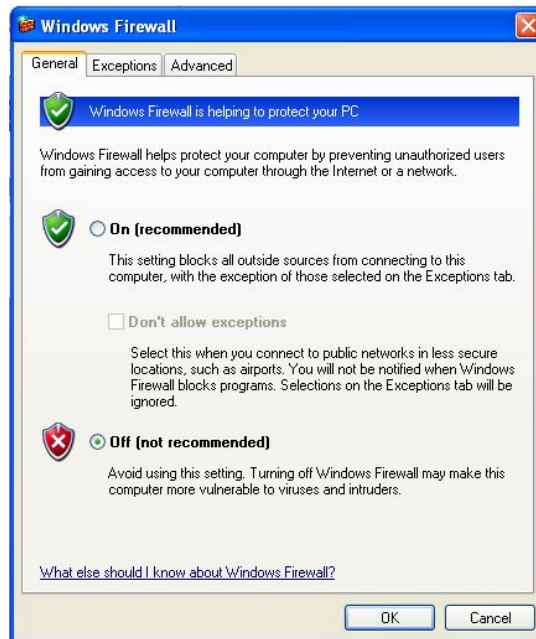 Windows Firewall
General Exceptions Advanced
Windows Firewall is helping to protect your PC
Windows Firewall helps protect your computer by preventing unauthorized users
from gaining access to your computer through the Internet or a network.
On (recommended)
This setting blocks all outside sources from connecting to this
computer, with the exception of those selected on the Exceptions tab.
Don't allow exceptions
Select this when you connect to public networks in less secure
locations, such as airports. You will not be notified when Windows
Firewall blocks programs. Selections on the Exceptions tab will be
ignored.
Off (not recommended)
Avoid using this setting. Turning off Windows Firewall may make this
computer more vulnerable to viruses and intruders.
What else should I know about Windows Firewall?
OK Cancel